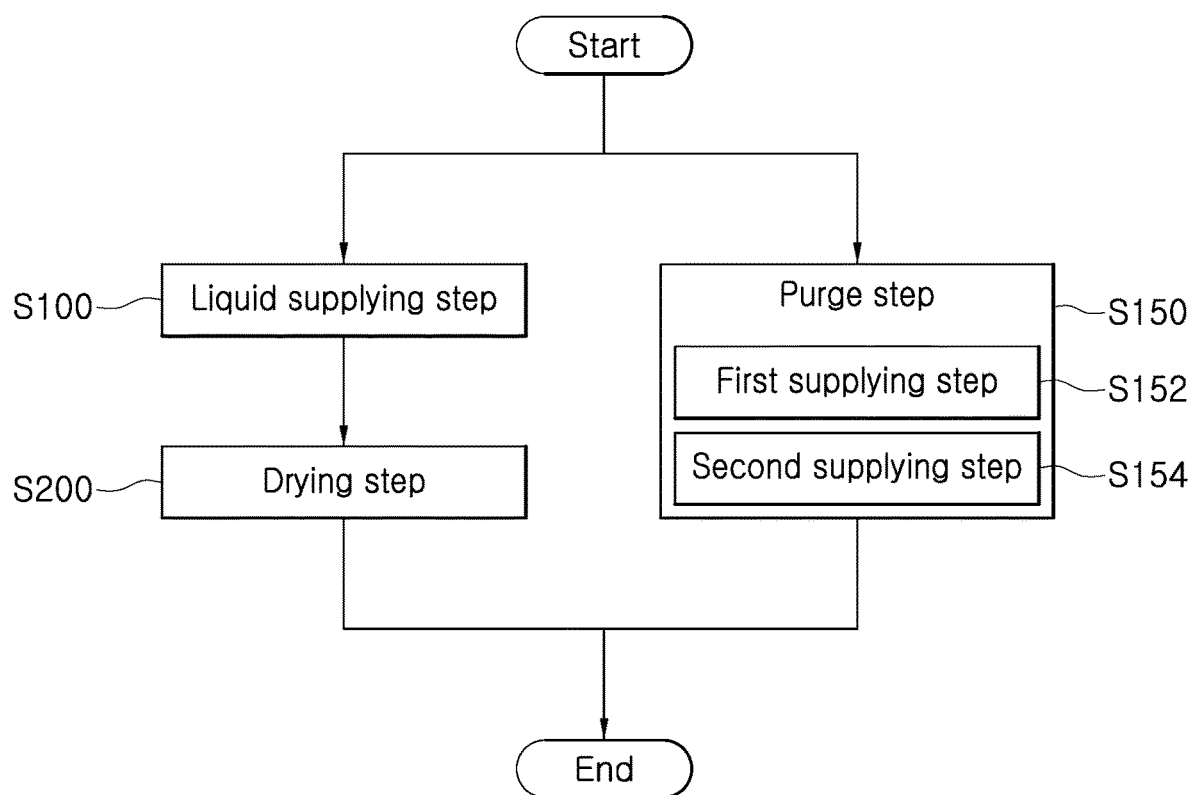 Start
S100
Liquid supplying step
Purge step
S150
First supplying step
S152
S200
Drying step
Second supplying step
S154
End